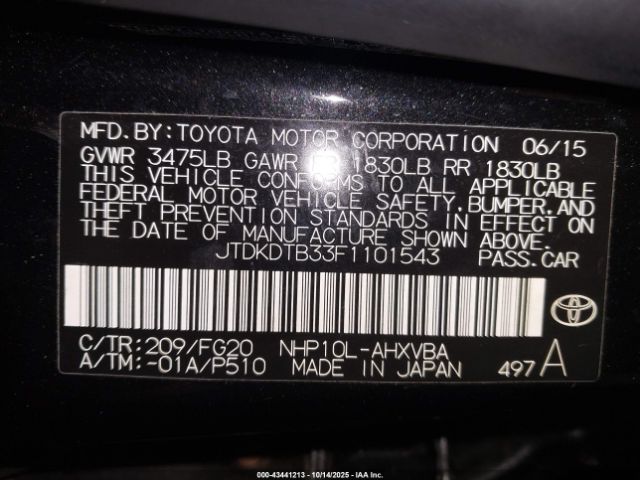 MFD.BY:TOYOTA MOTOR CORPORATION 06/15
GVWR 3475LB GAWR 1830LB RR 1830LB
THIS VEHICLE CONFORMS TO ALL APPLICABLE
FEDERAL MOTOR VEHICLE SAFETY,BUMPER,AND
THEFT PREVENTION STANDARDS IN EFFECT ON
THE DATE OF MANUFACTURE SHOWN ABOVE.
JTDKDTB33F1101543 PASS.CAR
C/TR:209/FG20 NHP10L-AHXVBA
A/TM:-01A/P510 MADE IN JAPAN 497A
000-43441213 - 10/14/2025 - IAA Inc.